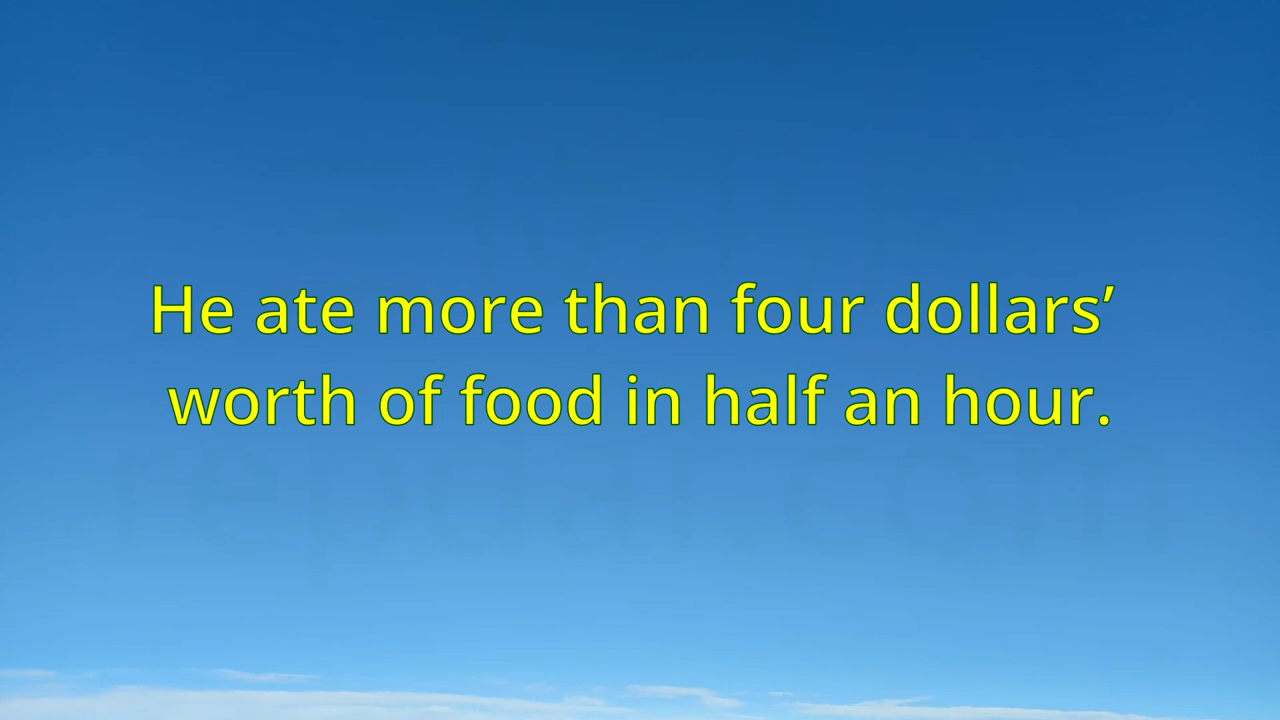 He ate more than four dollars’
worth of food in half an hour.